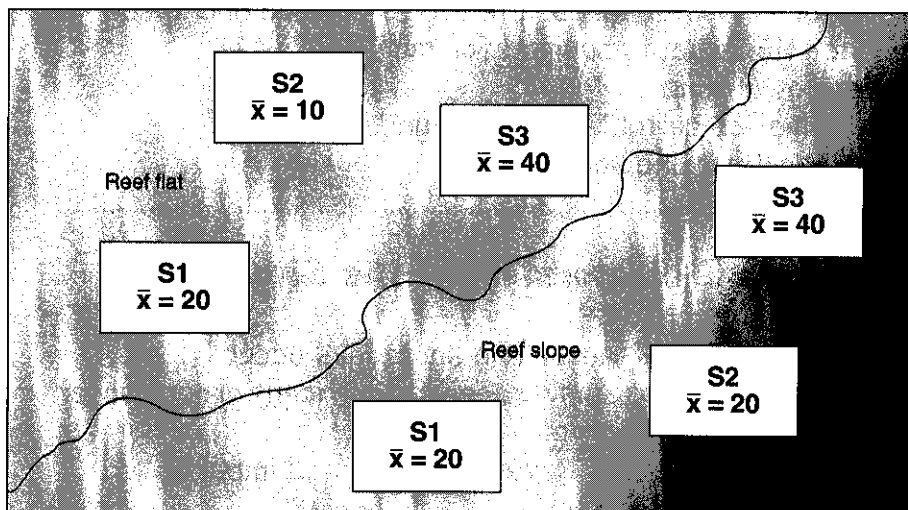 S2
x̄ = 10
S3
x̄ = 40
Reef flat
S3
x̄ = 40
S1
x̄ = 20
Reef slope
S2
x̄ = 20
S1
x̄ = 20